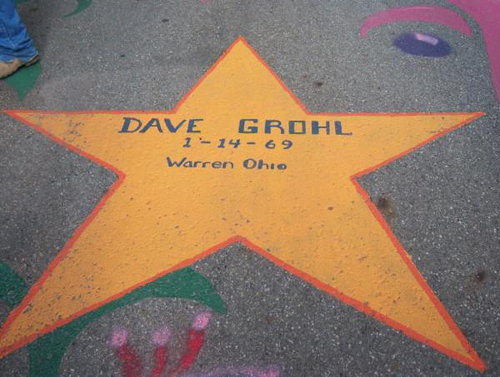 DAVE GROHL
1-14-69
Warren Ohio